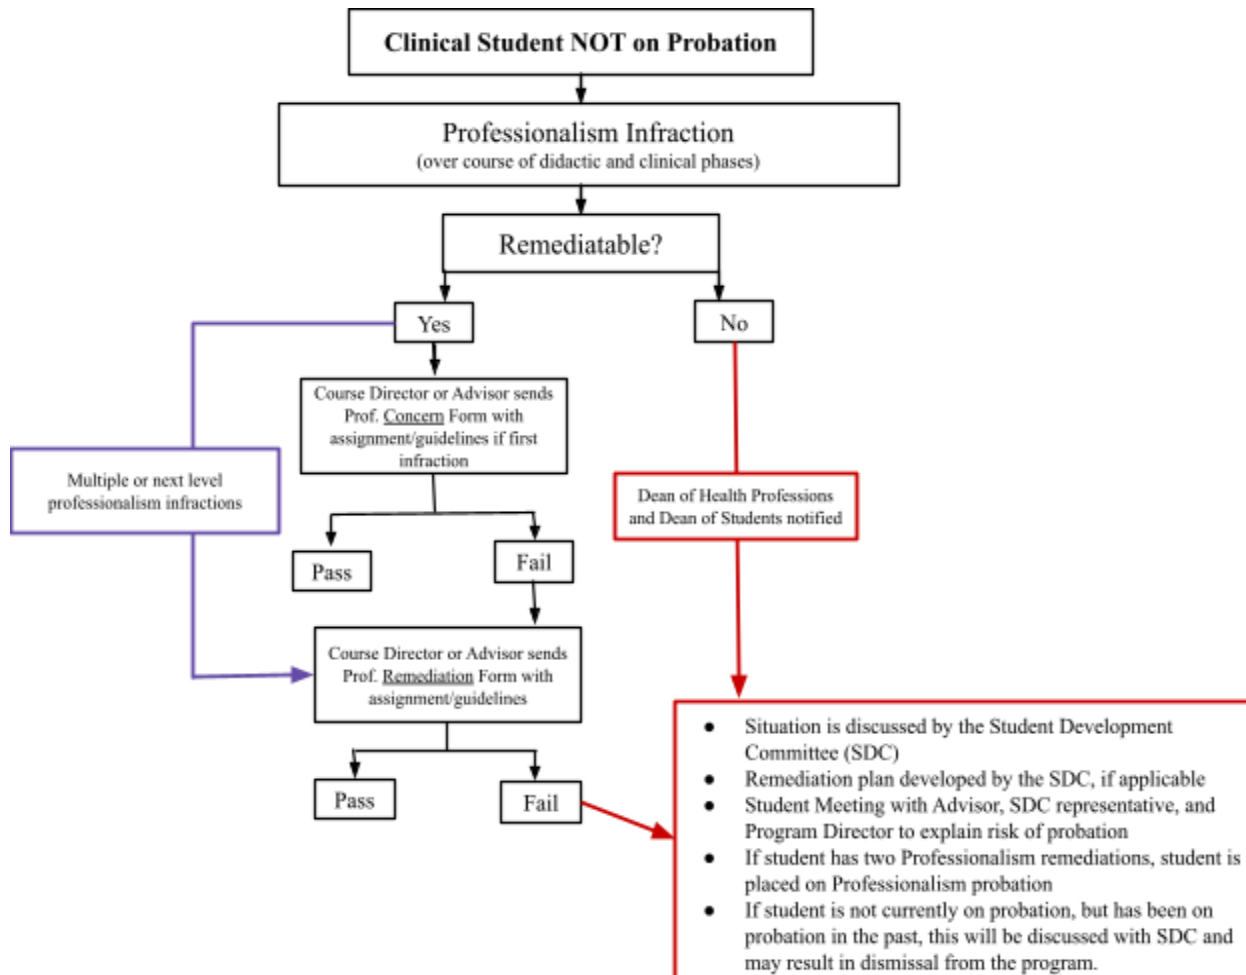 Clinical Student NOT on Probation
Professionalism Infraction
(over course of didactic and clinical phases)
Remediatable?
Yes
No
Course Director or Advisor sends
Prof. Concern Form with
assignment/guidelines if first
infraction
Multiple or next level
professionalism infractions
Dean of Health Professions
and Dean of Students notified
Pass
Fail
Course Director or Advisor sends
Prof. Remediation Form with
assignment/guidelines
Pass
Fail
● Situation is discussed by the Student Development
Committee (SDC)
● Remediation plan developed by the SDC, if applicable
● Student Meeting with Advisor, SDC representative, and
Program Director to explain risk of probation
● If student has two Professionalism remediations, student is
placed on Professionalism probation
● If student is not currently on probation, but has been on
probation in the past, this will be discussed with SDC and
may result in dismissal from the program.